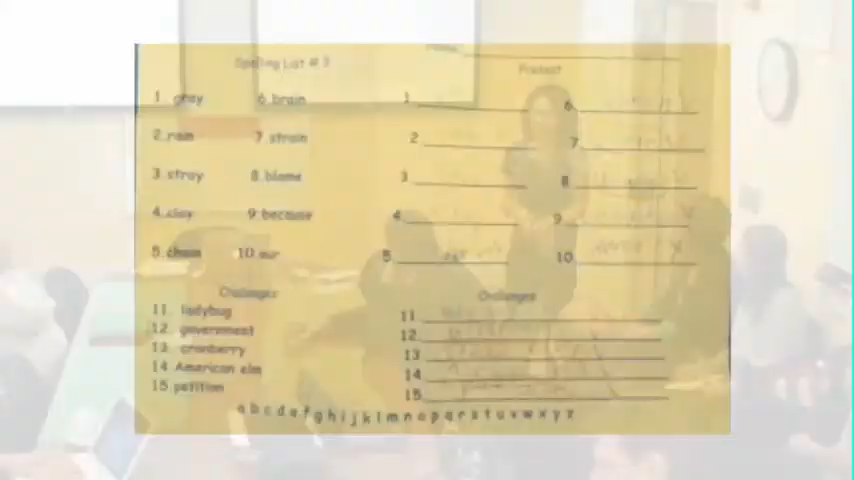 Spelling List # 3
Pretest
1. gray 6. brain 1 6
2. rain 7 strain 2 7
3. stray 8. blame 3 8
4. clay 9 because 4 9
5. chain 10 our 5 10
Challenges Challenges
11. ladybug 11
12. government 12
13. cranberry 13
14 American elm 14
15. petition 15
a b c d e f g h i j k l m n o p q r s t u v w x y z